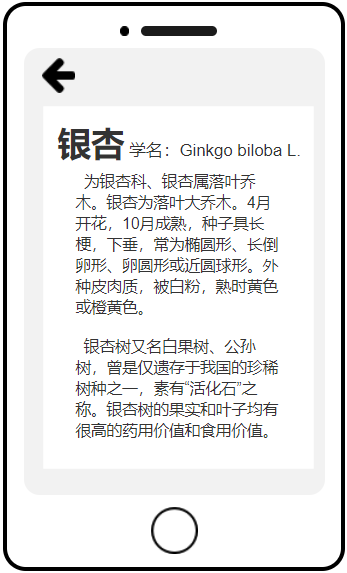 银杏 学名：Ginkgo biloba L.
为银杏科、银杏属落叶乔
木。银杏为落叶大乔木。4月
开花，10月成熟，种子具长
梗，下垂，常为椭圆形、长倒
卵形、卵圆形或近圆球形。外
种皮肉质，被白粉，熟时黄色
或橙黄色。
银杏树又名白果树、公孙
树，曾是仅遗存于我国的珍稀
树种之一，素有“活化石”之
称。银杏树的果实和叶子均有
很高的药用价值和食用价值。